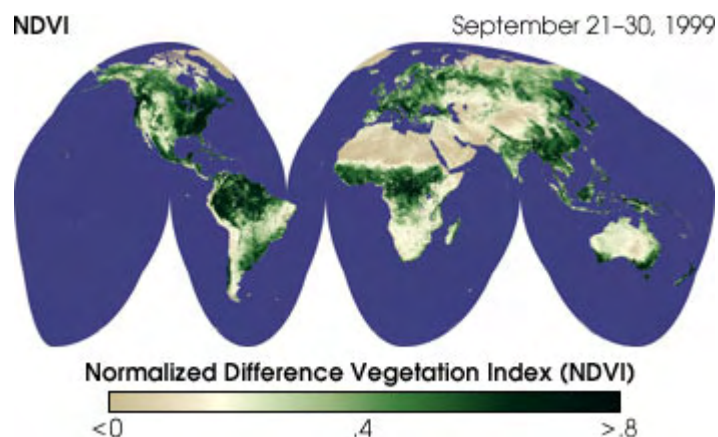 NDVI September 21–30, 1999
Normalized Difference Vegetation Index (NDVI)
<0 .4 >.8